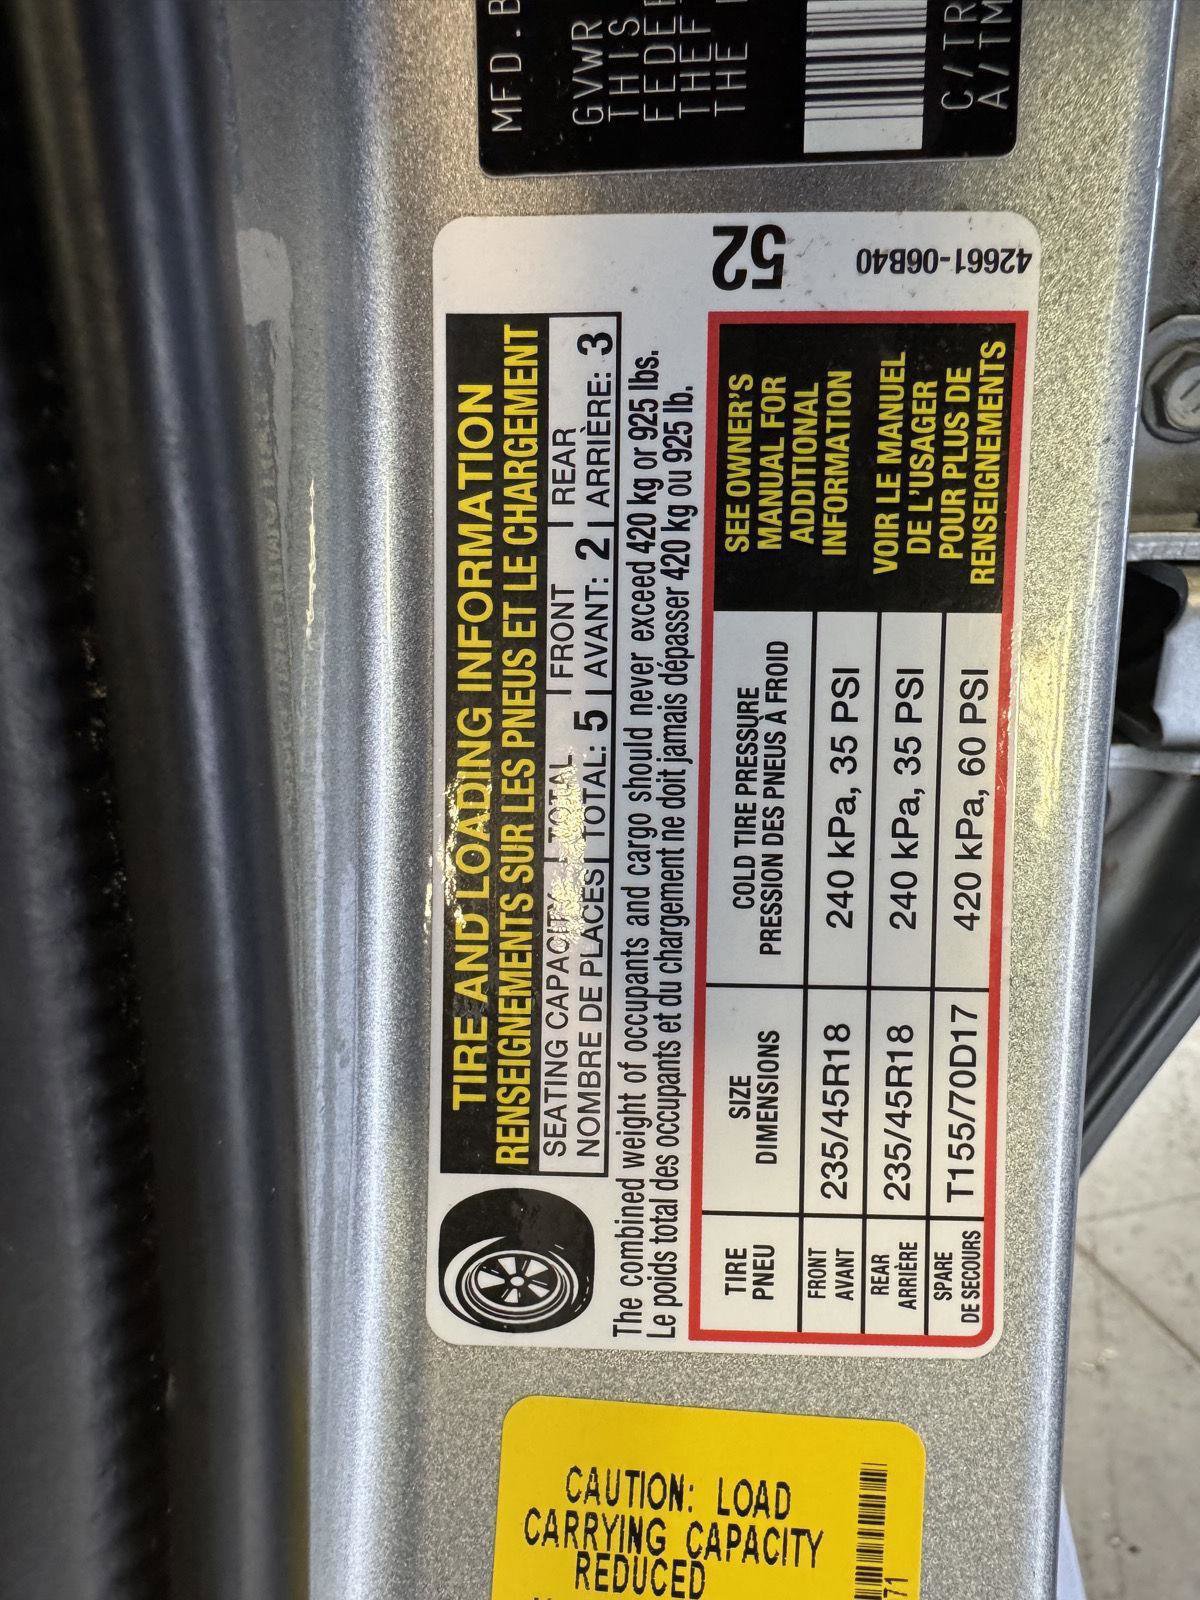 MFD.B
GVWR
THIS
FEDE
THE F
THE
C/TR
A/TM
52
42661-06B40
TIRE AND LOADING INFORMATION
RENSEIGNEMENTS SUR LES PNEUS ET LE CHARGEMENT
SEATING CAPACITY | TOTAL | FRONT | REAR
NOMBRE DE PLACES | TOTAL: 5 | AVANT: 2 | ARRIÈRE: 3
The combined weight of occupants and cargo should never exceed 420 kg or 925 lbs.
Le poids total des occupants et du chargement ne doit jamais dépasser 420 kg ou 925 lb.
TIRE SIZE COLD TIRE PRESSURE
PNEU DIMENSIONS PRESSION DES PNEUS À FROID
FRONT
AVANT 235/45R18 240 kPa, 35 PSI
REAR
ARRIÈRE 235/45R18 240 kPa, 35 PSI
SPARE
DE SECOURS T155/70D17 420 kPa, 60 PSI
SEE OWNER'S
MANUAL FOR
ADDITIONAL
INFORMATION
VOIR LE MANUEL
DE L'USAGER
POUR PLUS DE
RENSEIGNEMENTS
CAUTION: LOAD
CARRYING CAPACITY
REDUCED
71